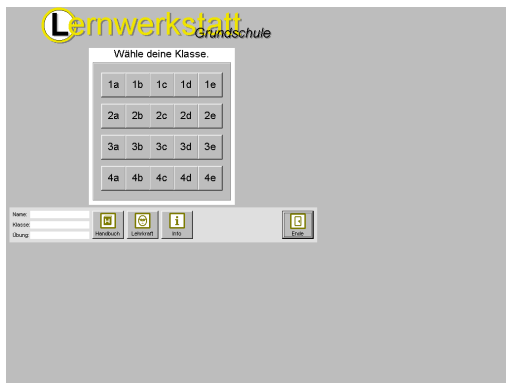 Lernwerkstatt
Grundschule
Wähle deine Klasse.
1a 1b 1c 1d 1e
2a 2b 2c 2d 2e
3a 3b 3c 3d 3e
4a 4b 4c 4d 4e
Name:
Klasse:
Übung:
Handbuch Lehrkraft Info Ende